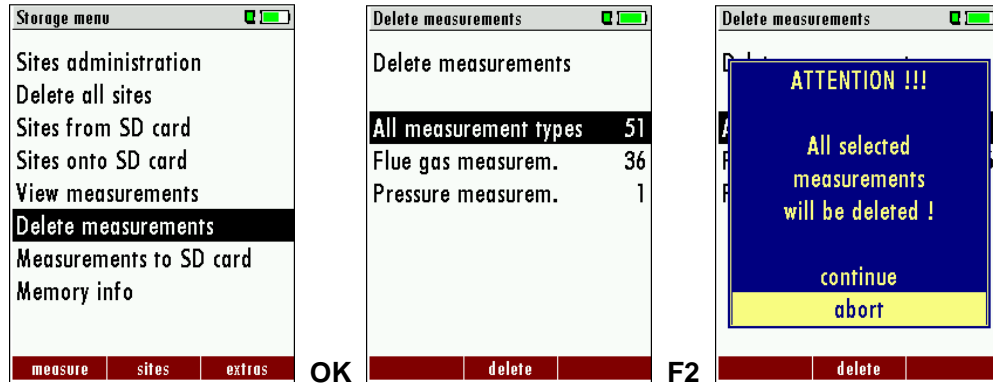 Storage menu
Sites administration
Delete all sites
Sites from SD card
Sites onto SD card
View measurements
Delete measurements
Measurements to SD card
Memory info
measure sites extras
OK
Delete measurements
Delete measurements
All measurement types 51
Flue gas measurem. 36
Pressure measurem. 1
delete
F2
Delete measurements
ATTENTION !!!
All selected
measurements
will be deleted !
continue
abort
delete